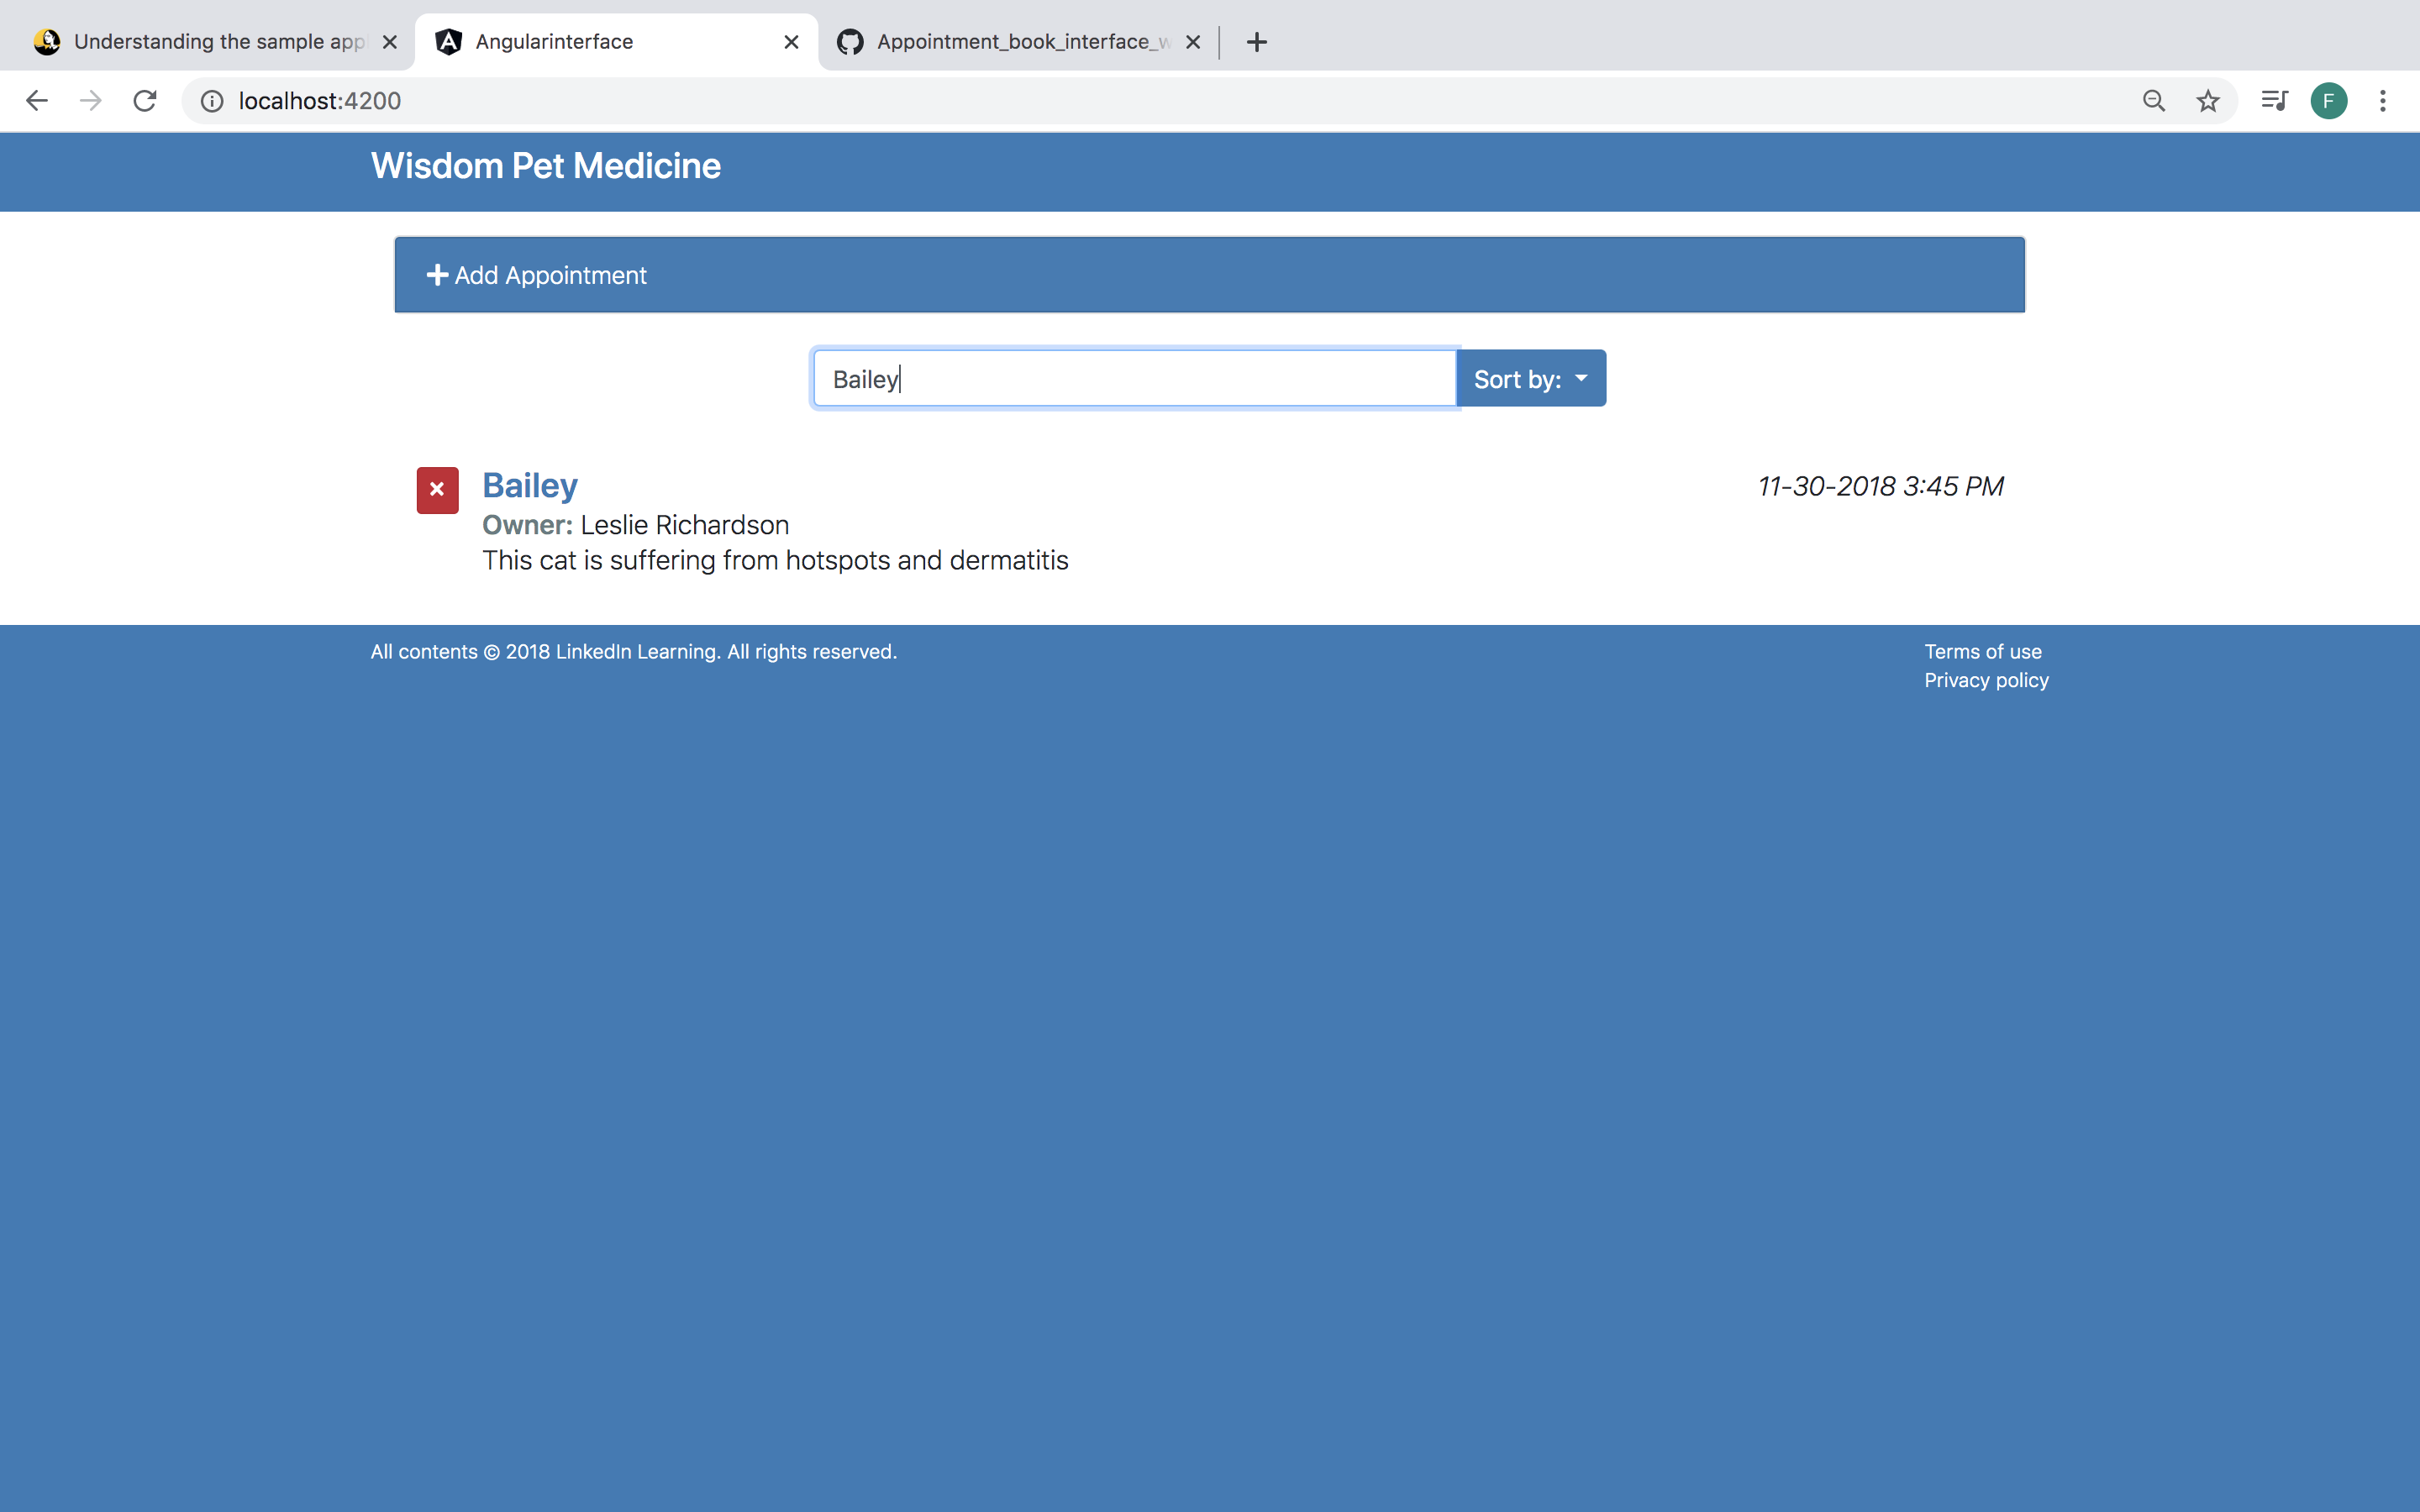 Understanding the sample app
Angularinterface
Appointment_book_interface_w
localhost:4200
F
Wisdom Pet Medicine
Add Appointment
Bailey
Sort by:
Bailey
11-30-2018 3:45 PM
Owner: Leslie Richardson
This cat is suffering from hotspots and dermatitis
All contents © 2018 LinkedIn Learning. All rights reserved.
Terms of use
Privacy policy